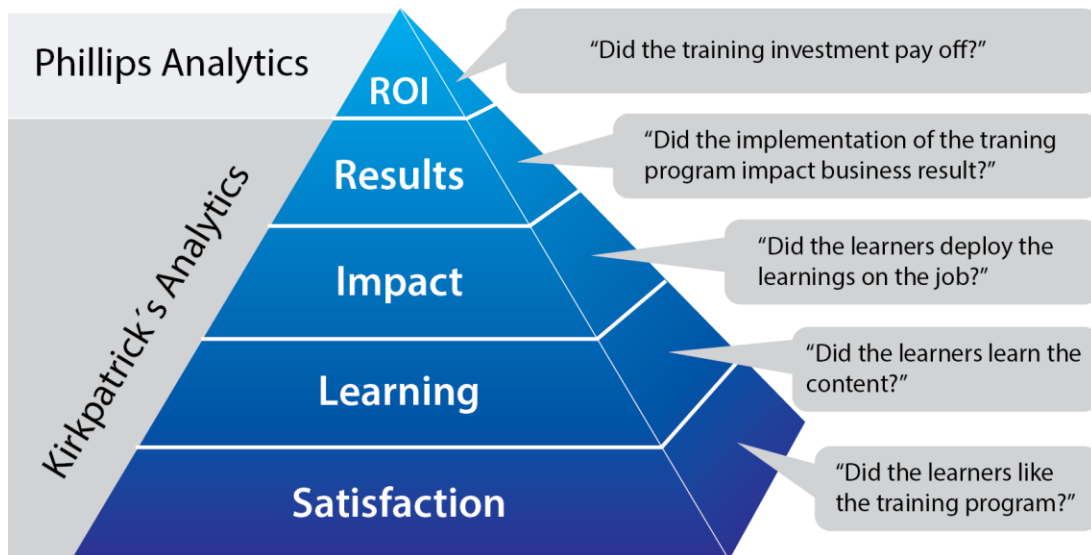 Phillips Analytics
Kirkpatrick´s Analytics
ROI
Results
Impact
Learning
Satisfaction
“Did the training investment pay off?”
“Did the implementation of the traning
program impact business result?”
“Did the learners deploy the
learnings on the job?”
“Did the learners learn the
content?”
“Did the learners like
the training program?”